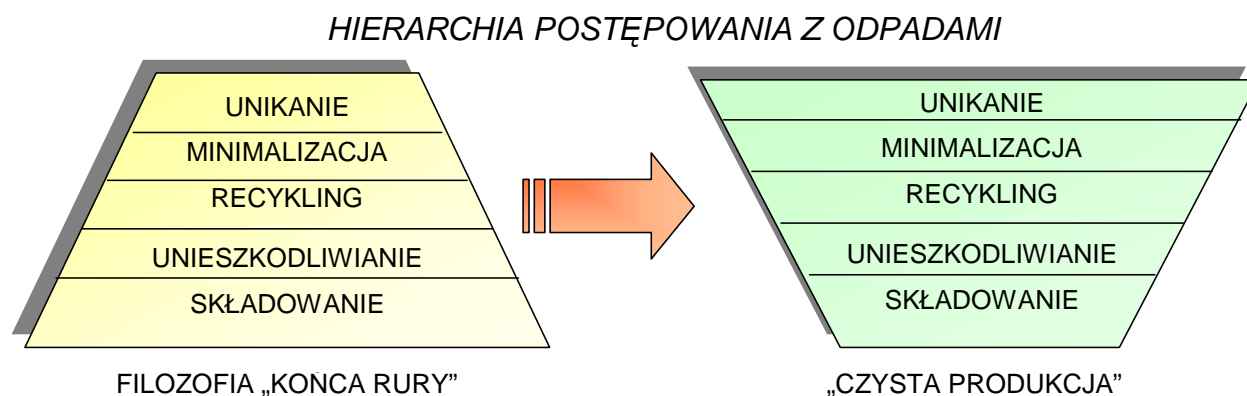 HIERARCHIA POSTĘPOWANIA Z ODPADAMI
UNIKANIE
MINIMALIZACJA
RECYKLING
UNIESZKODLIWIANIE
SKŁADOWANIE
FILOZOFIA „KOŃCA RURY”
UNIKANIE
MINIMALIZACJA
RECYKLING
UNIESZKODLIWIANIE
SKŁADOWANIE
„CZYSTA PRODUKCJA”